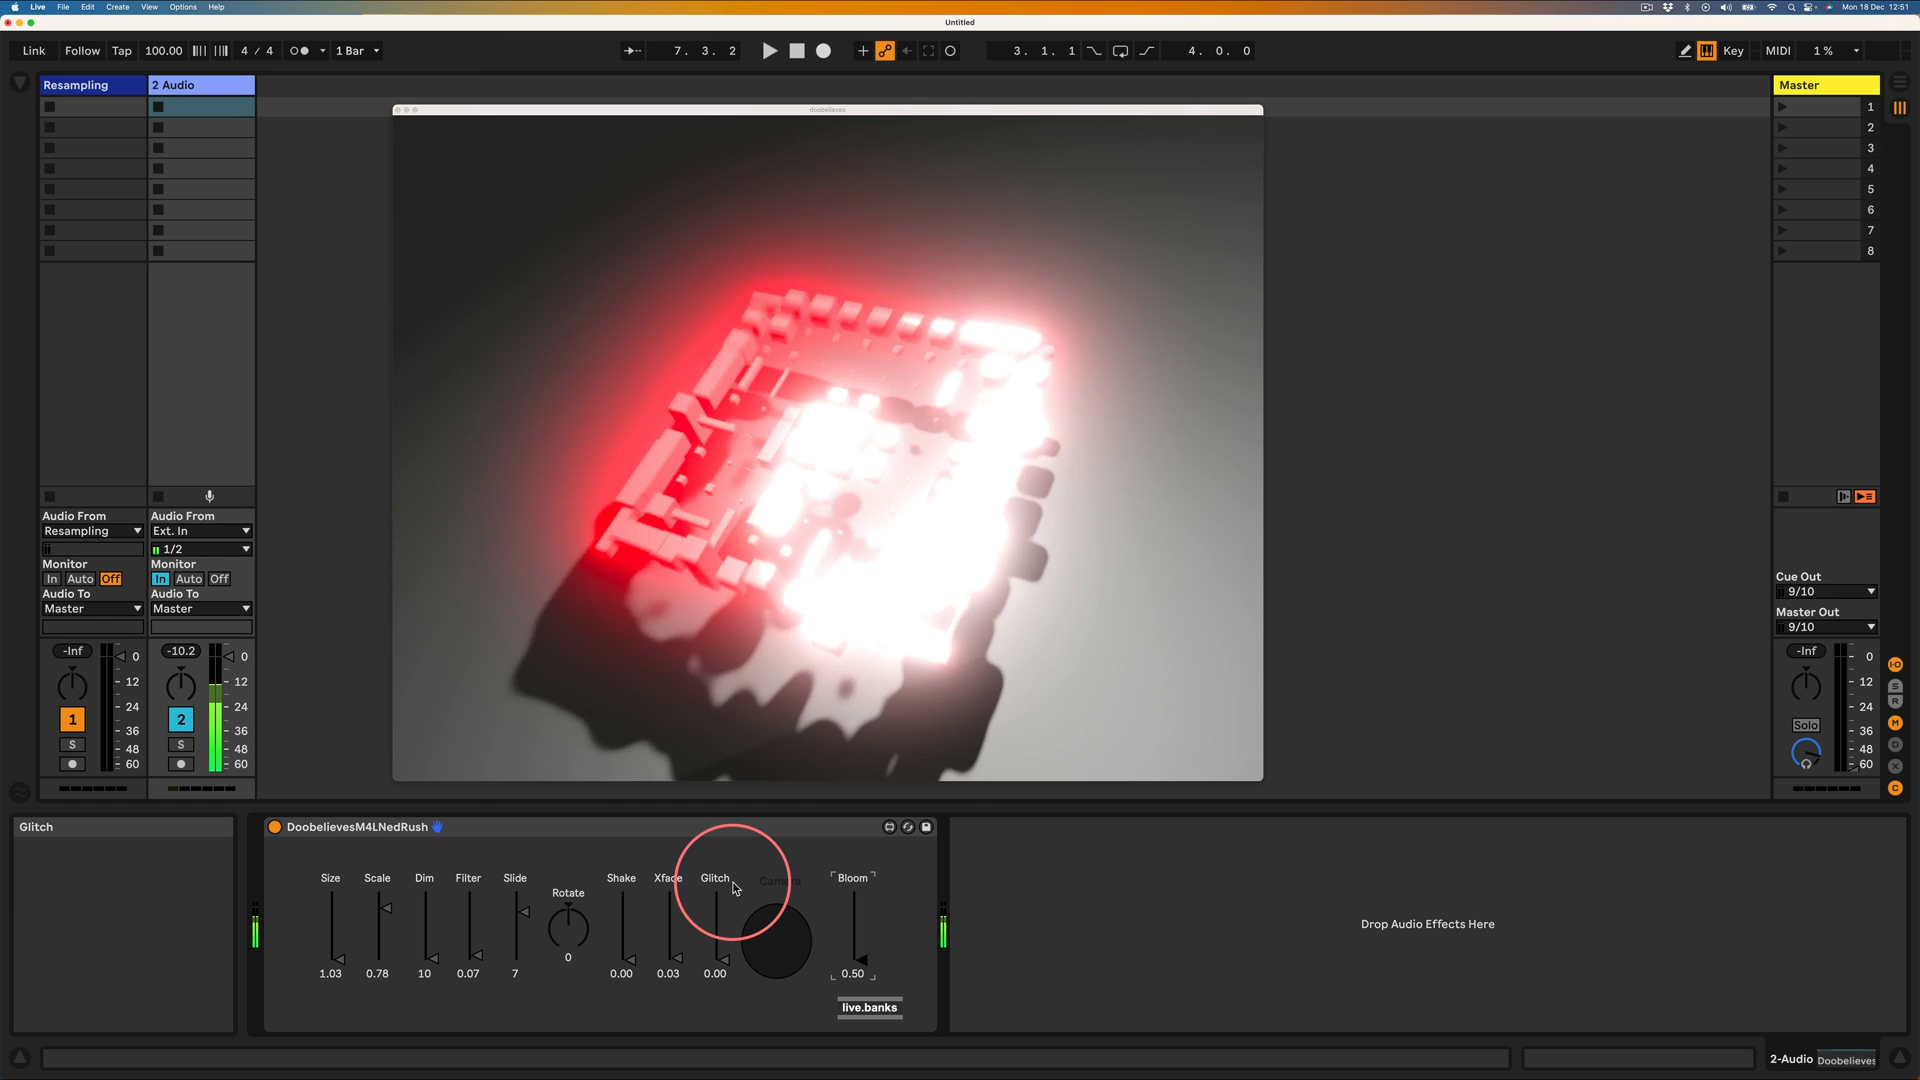 Live File Edit Create View Options Help Mon 18 Dec 12:51
Untitled
Link Follow Tap 100.00 4 / 4 1 Bar 7. 3. 2 3. 1. 1 4. 0. 0 Key MIDI 1 %
Resampling 2 Audio Master
doobelieves
1
2
3
4
5
6
7
8
Audio From Audio From
Resampling Ext. In
1/2
Monitor Monitor
In Auto Off In Auto Off
Audio To Audio To
Master Master
Cue Out
9/10
Master Out
9/10
-Inf 0 -10.2 0 -Inf 0
12 12 12
24 24 24
1 36 2 36 Solo 36
S 48 S 48 48
60 60 60
I·O
S
R
M
D
X
C
Glitch
DoobelievesM4LNedRush
Size Scale Dim Filter Slide Rotate Shake Xfade Glitch Camera Bloom
1.03 0.78 10 0.07 7 0 0.00 0.03 0.00 0.50
live.banks
Drop Audio Effects Here
2-Audio Doobelieves